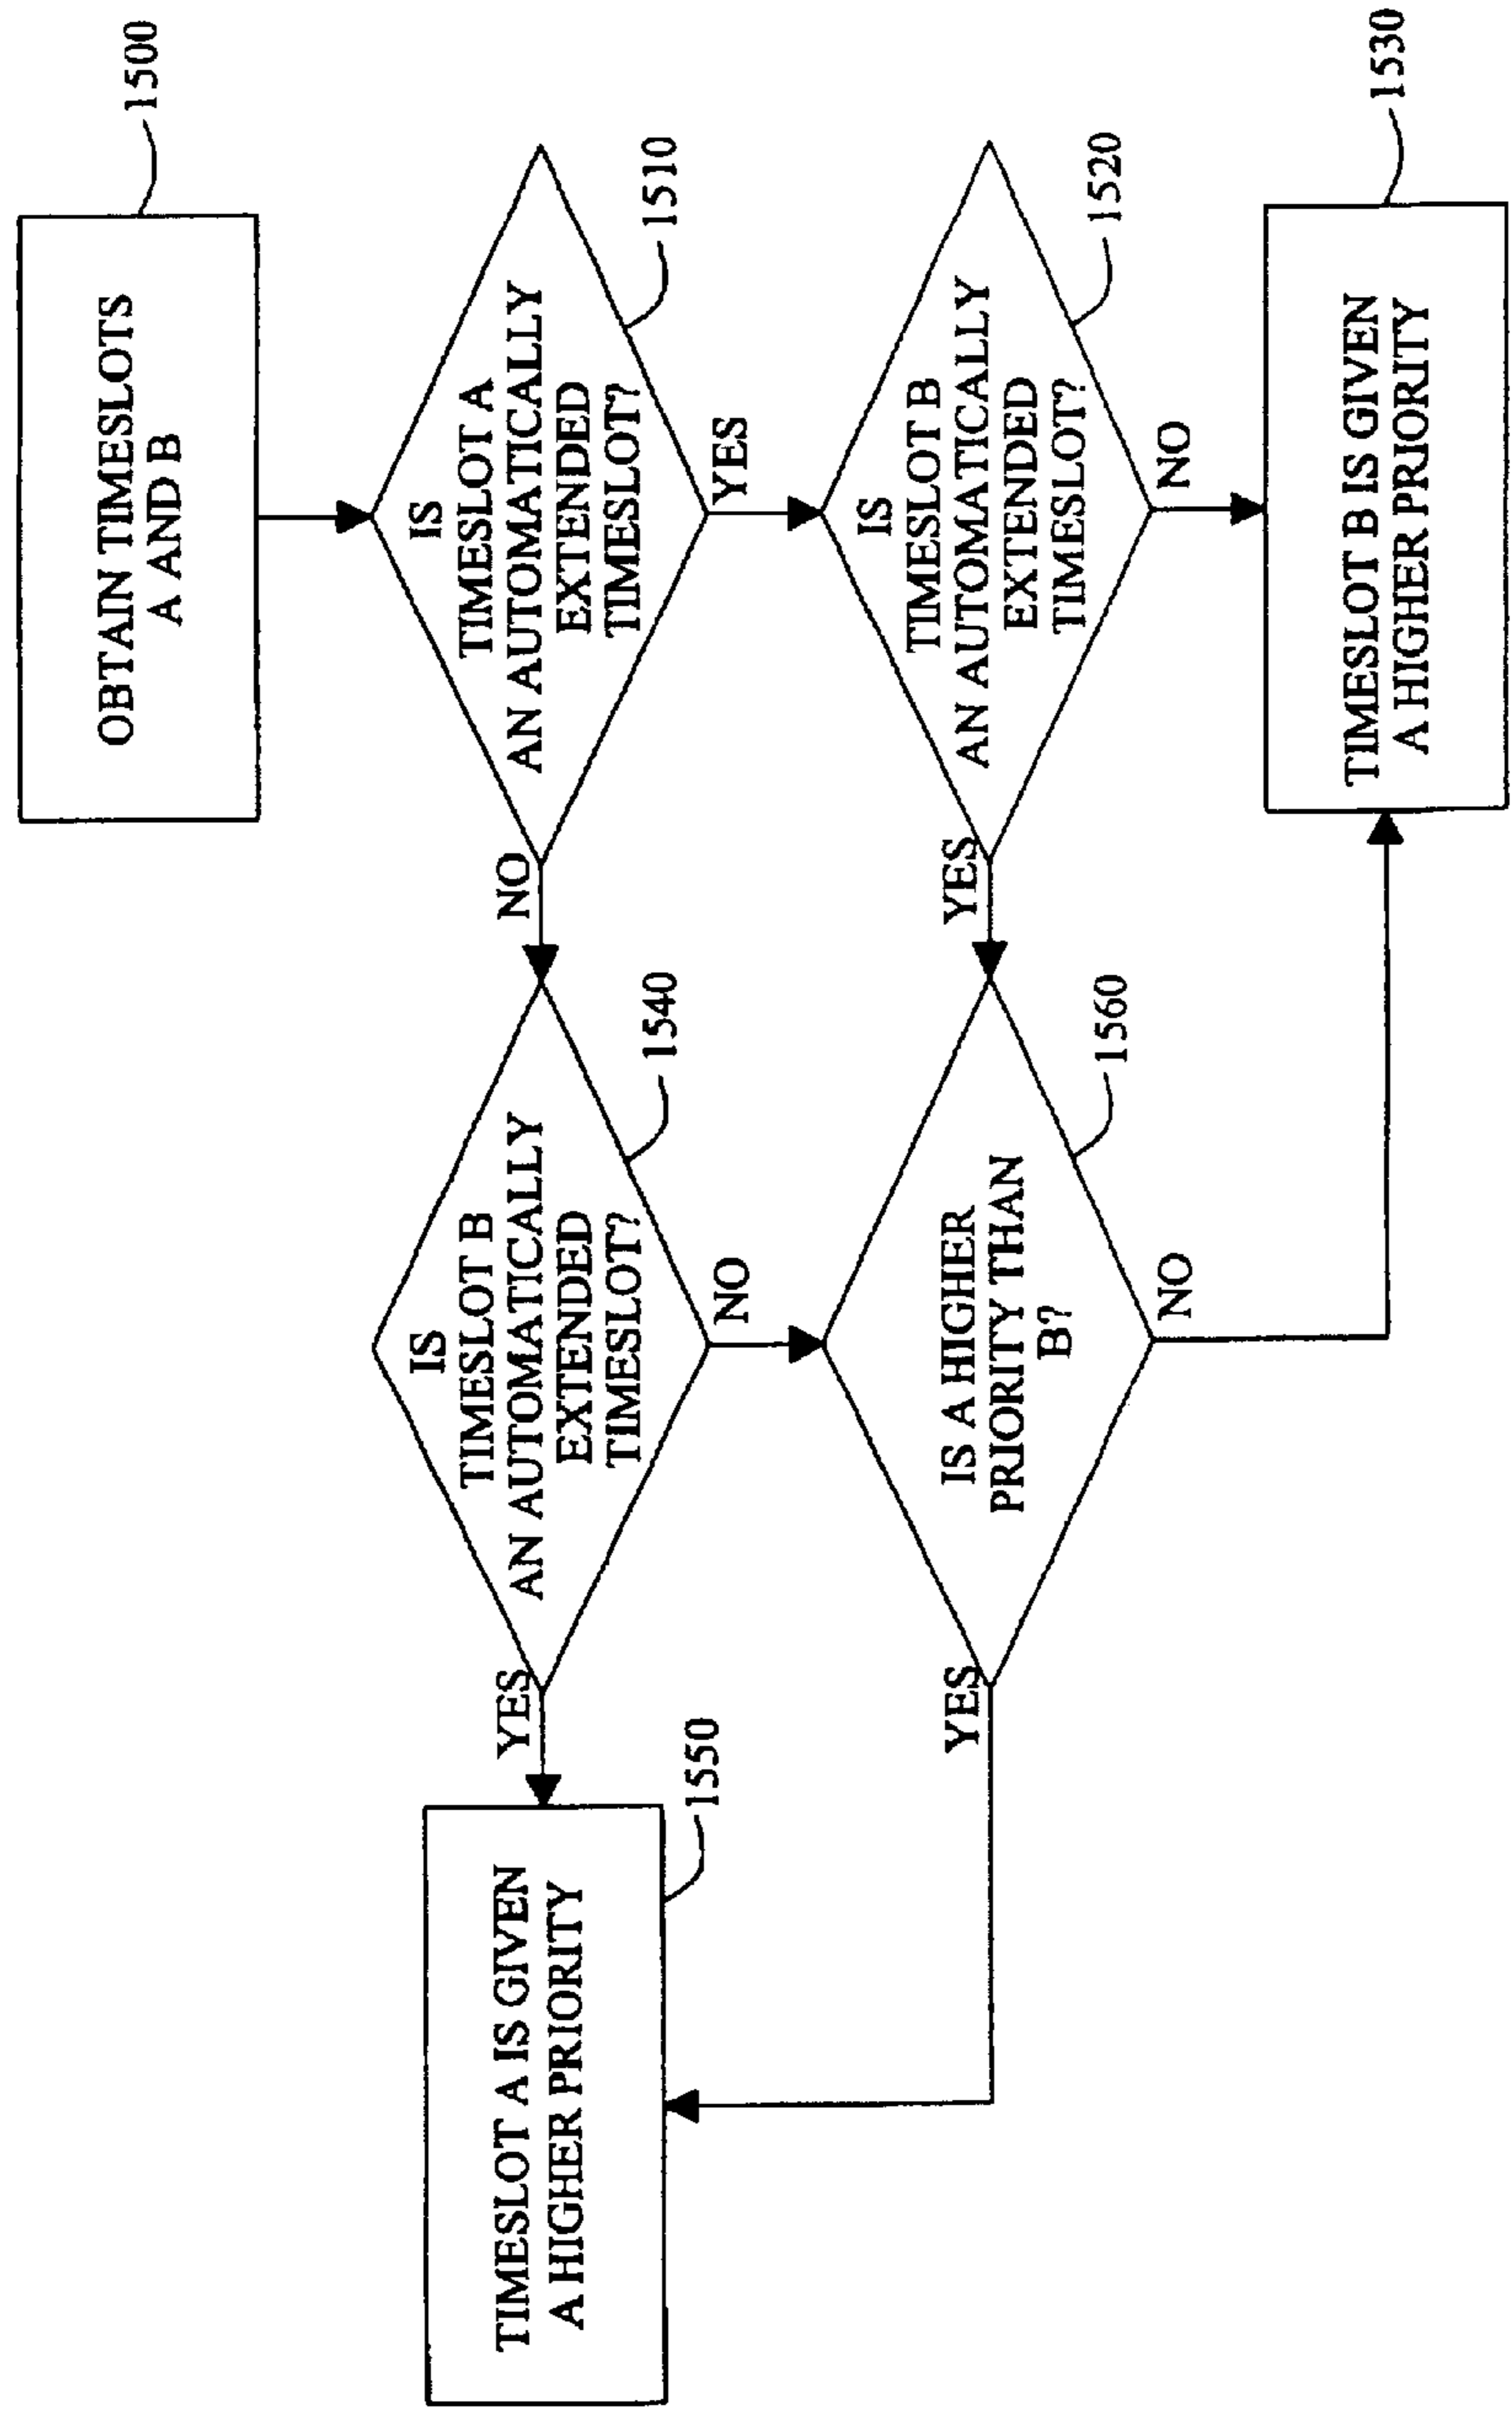 OBTAIN TIMESLOTS
A AND B
1500
IS
TIMESLOT A
AN AUTOMATICALLY
EXTENDED
TIMESLOT?
1510
NO
YES
IS
TIMESLOT B
AN AUTOMATICALLY
EXTENDED
TIMESLOT?
1540
YES
NO
TIMESLOT A IS GIVEN
A HIGHER PRIORITY
1550
IS
TIMESLOT B
AN AUTOMATICALLY
EXTENDED
TIMESLOT?
1520
YES
NO
IS A HIGHER
PRIORITY THAN
B?
1560
YES
NO
TIMESLOT B IS GIVEN
A HIGHER PRIORITY
1530